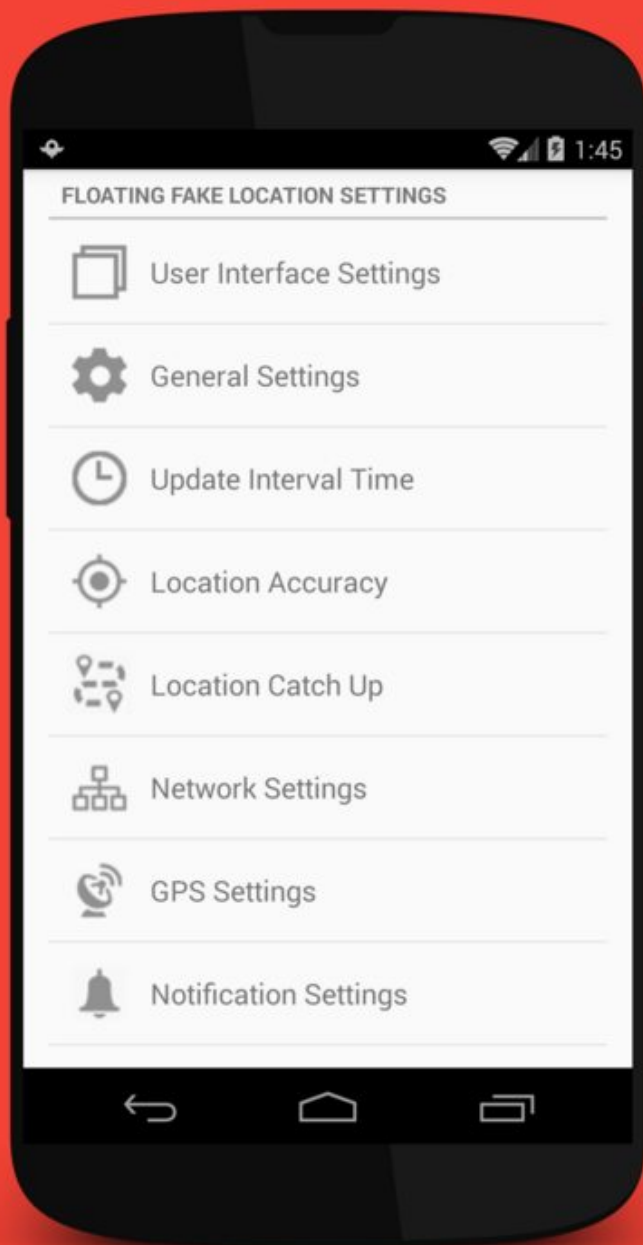 1:45
FLOATING FAKE LOCATION SETTINGS
User Interface Settings
General Settings
Update Interval Time
Location Accuracy
Location Catch Up
Network Settings
GPS Settings
Notification Settings